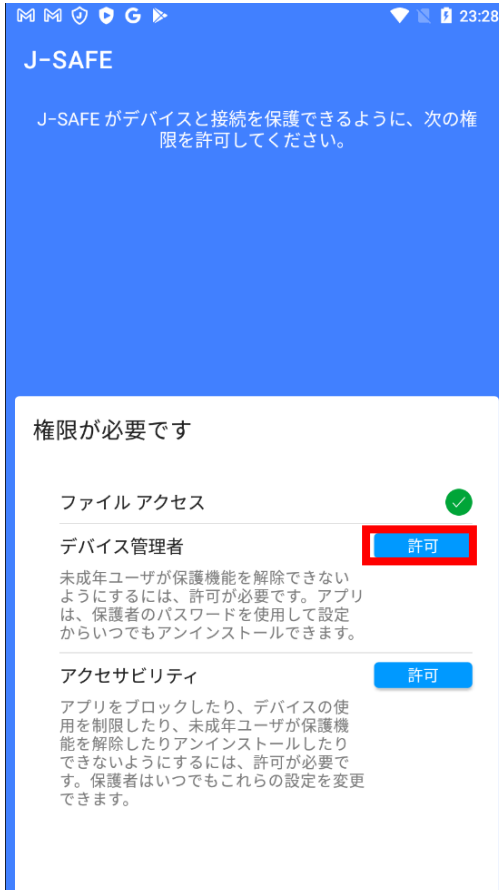 23:28
J-SAFE
J-SAFE がデバイスと接続を保護できるように、次の権
限を許可してください。
権限が必要です
ファイル アクセス
デバイス管理者
許可
未成年ユーザが保護機能を解除できない
ようにするには、許可が必要です。アプリ
は、保護者のパスワードを使用して設定
からいつでもアンインストールできます。
アクセサビリティ
許可
アプリをブロックしたり、デバイスの使
用を制限したり、未成年ユーザが保護機
能を解除したりアンインストールしたり
できないようにするには、許可が必要で
す。保護者はいつでもこれらの設定を変更
できます。